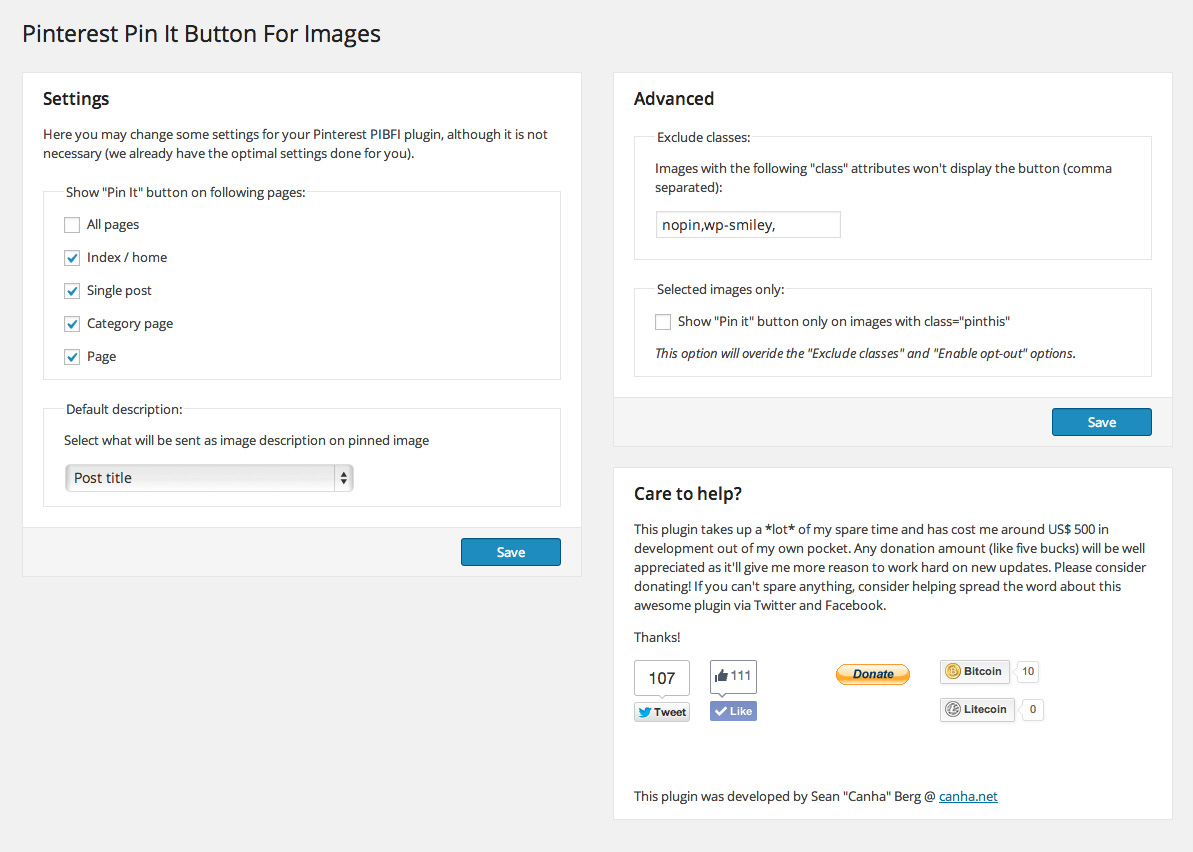 Pinterest Pin It Button For Images
Settings
Here you may change some settings for your Pinterest PIBFI plugin, although it is not
necessary (we already have the optimal settings done for you).
Show "Pin It" button on following pages:
All pages
Index / home
Single post
Category page
Page
Default description:
Select what will be sent as image description on pinned image
Post title
Save
Advanced
Exclude classes:
Images with the following "class" attributes won't display the button (comma
separated):
nopin,wp-smiley,
Selected images only:
Show "Pin it" button only on images with class="pinthis"
This option will overide the "Exclude classes" and "Enable opt-out" options.
Save
Care to help?
This plugin takes up a *lot* of my spare time and has cost me around US$ 500 in
development out of my own pocket. Any donation amount (like five bucks) will be well
appreciated as it'll give me more reason to work hard on new updates. Please consider
donating! If you can't spare anything, consider helping spread the word about this
awesome plugin via Twitter and Facebook.
Thanks!
107
Tweet
111
Like
Donate
Bitcoin 10
Litecoin 0
This plugin was developed by Sean "Canha" Berg @ canha.net